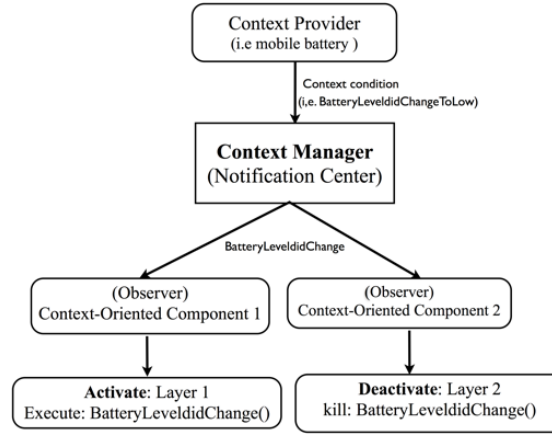 Context Provider
(i.e mobile battery )
Context condition
(i,e. BatteryLeveldidChangeToLow)
Context Manager
(Notification Center)
BatteryLeveldidChange
(Observer)
Context-Oriented Component 1
(Observer)
Context-Oriented Component 2
Activate: Layer 1
Execute: BatteryLeveldidChange()
Deactivate: Layer 2
kill: BatteryLeveldidChange()